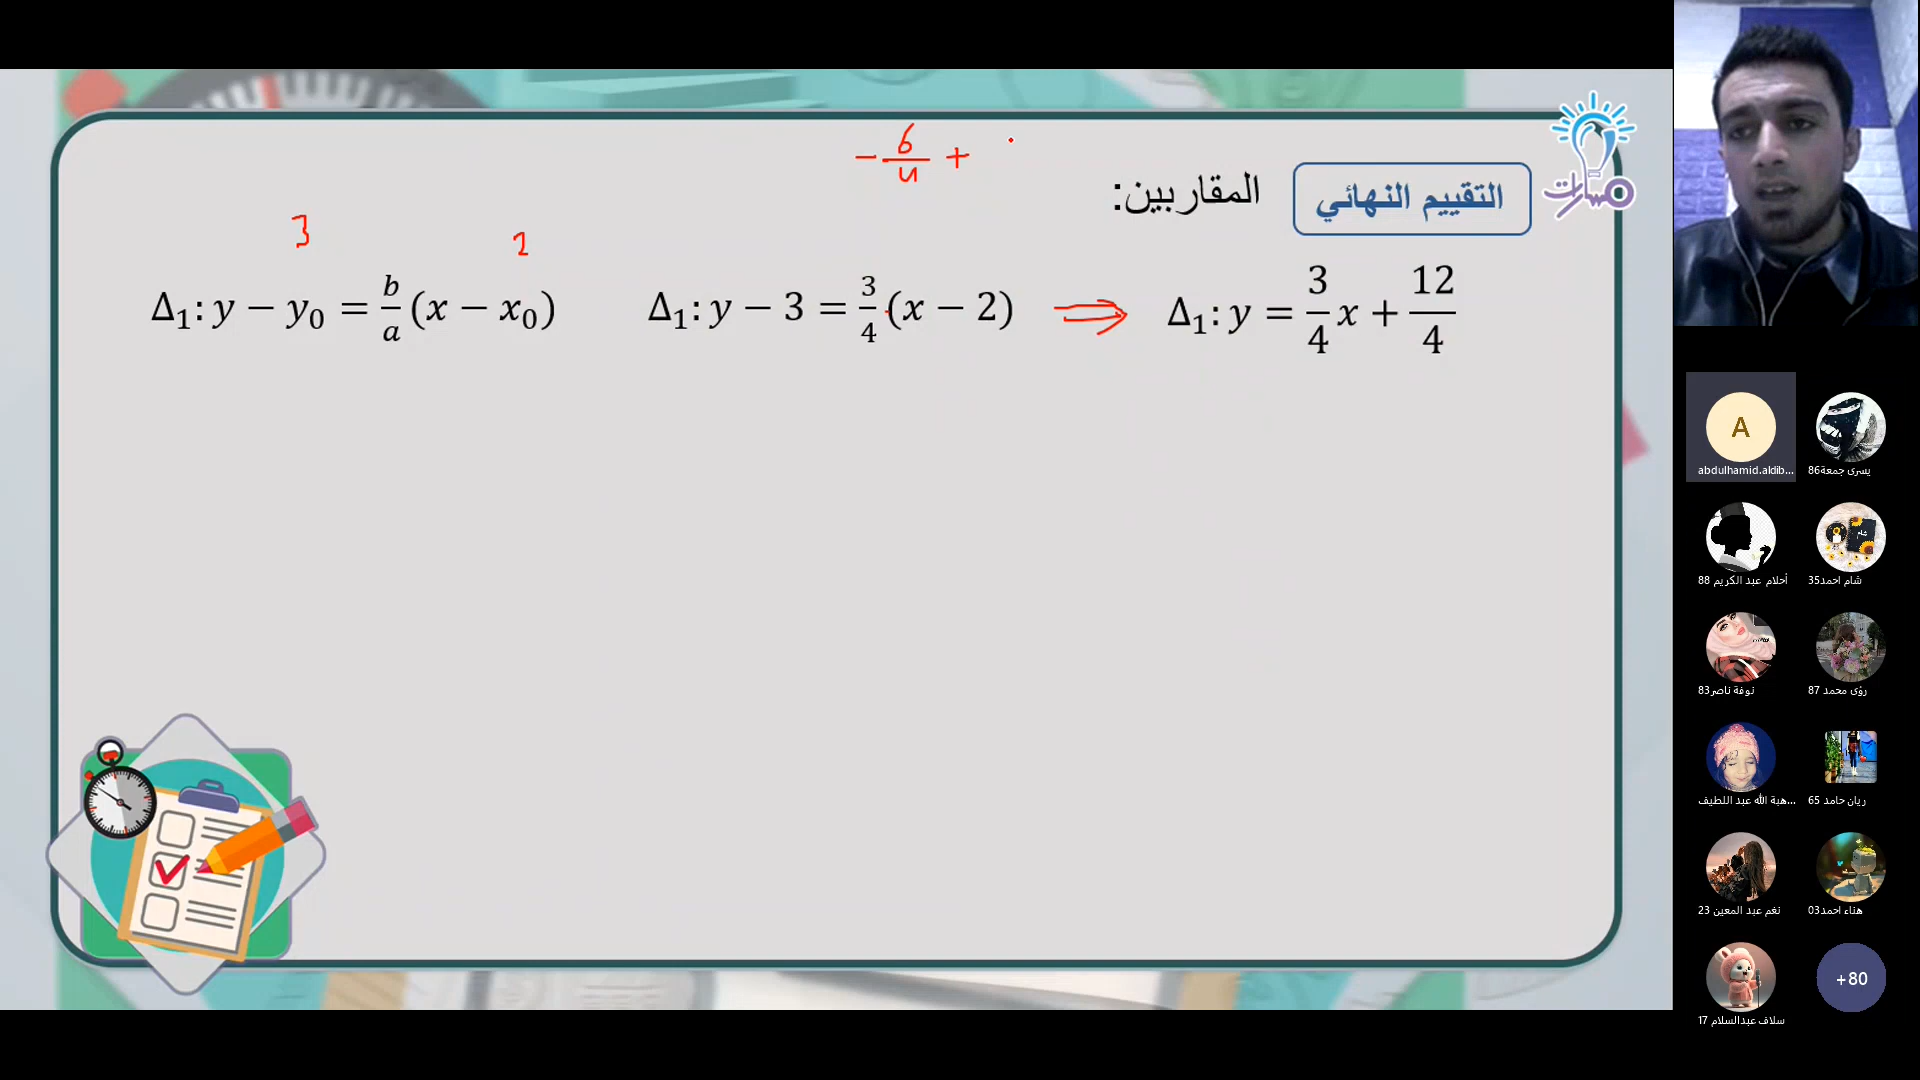 - 6/4 +
مسارات
التقييم النهائي
المقاربين:
3
2
Δ₁: y − y₀ = b/a (x − x₀)
Δ₁: y − 3 = 3/4 (x − 2)
⇒
Δ₁: y = 3/4 x + 12/4
A
abdulhamid.aldib...
يسرى جمعة86
أحلام عبد الكريم 88
شام احمد35
نوفة ناصر83
رؤى محمد 87
هبة الله عبد اللطيف...
ريان حامد 65
نغم عبد المعين 23
هناء احمد03
سلاف عبدالسلام 17
+80